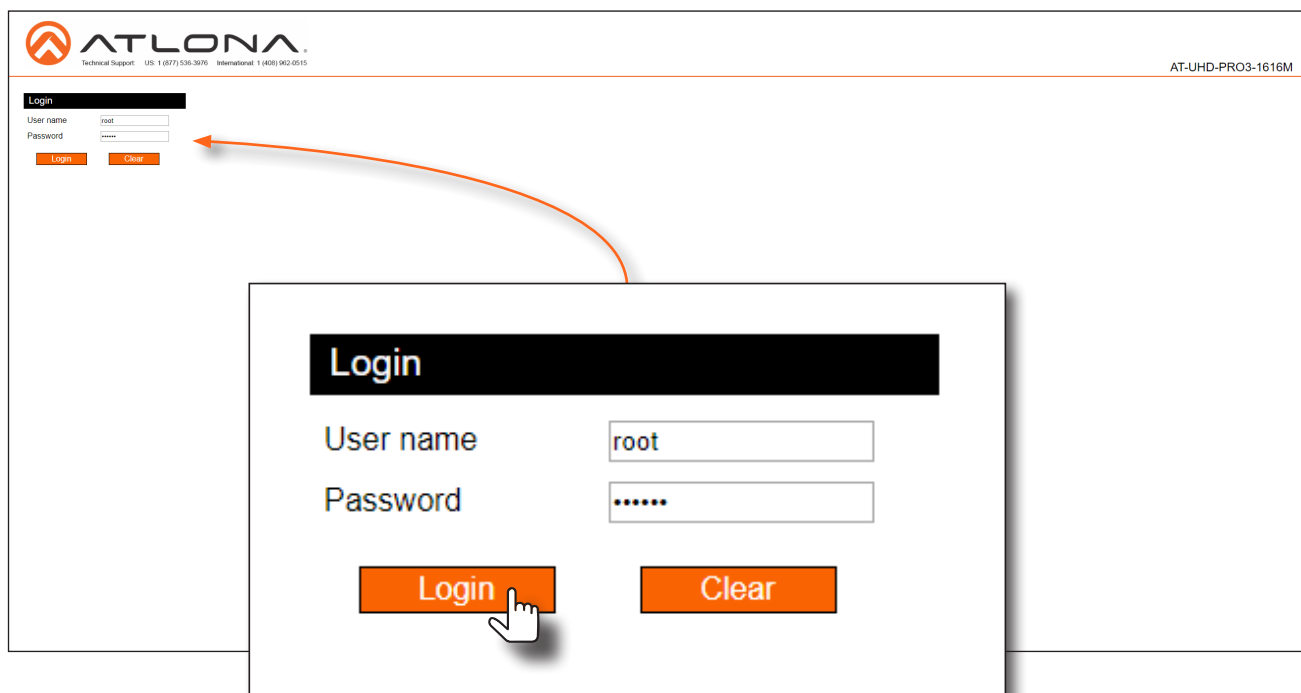 ATLONA.
Technical Support: US: 1 (877) 536-3976 International: 1 (408) 962-0515
AT-UHD-PRO3-1616M
Login
User name root
Password ••••••
Login Clear
Login
User name root
Password ••••••
Login Clear